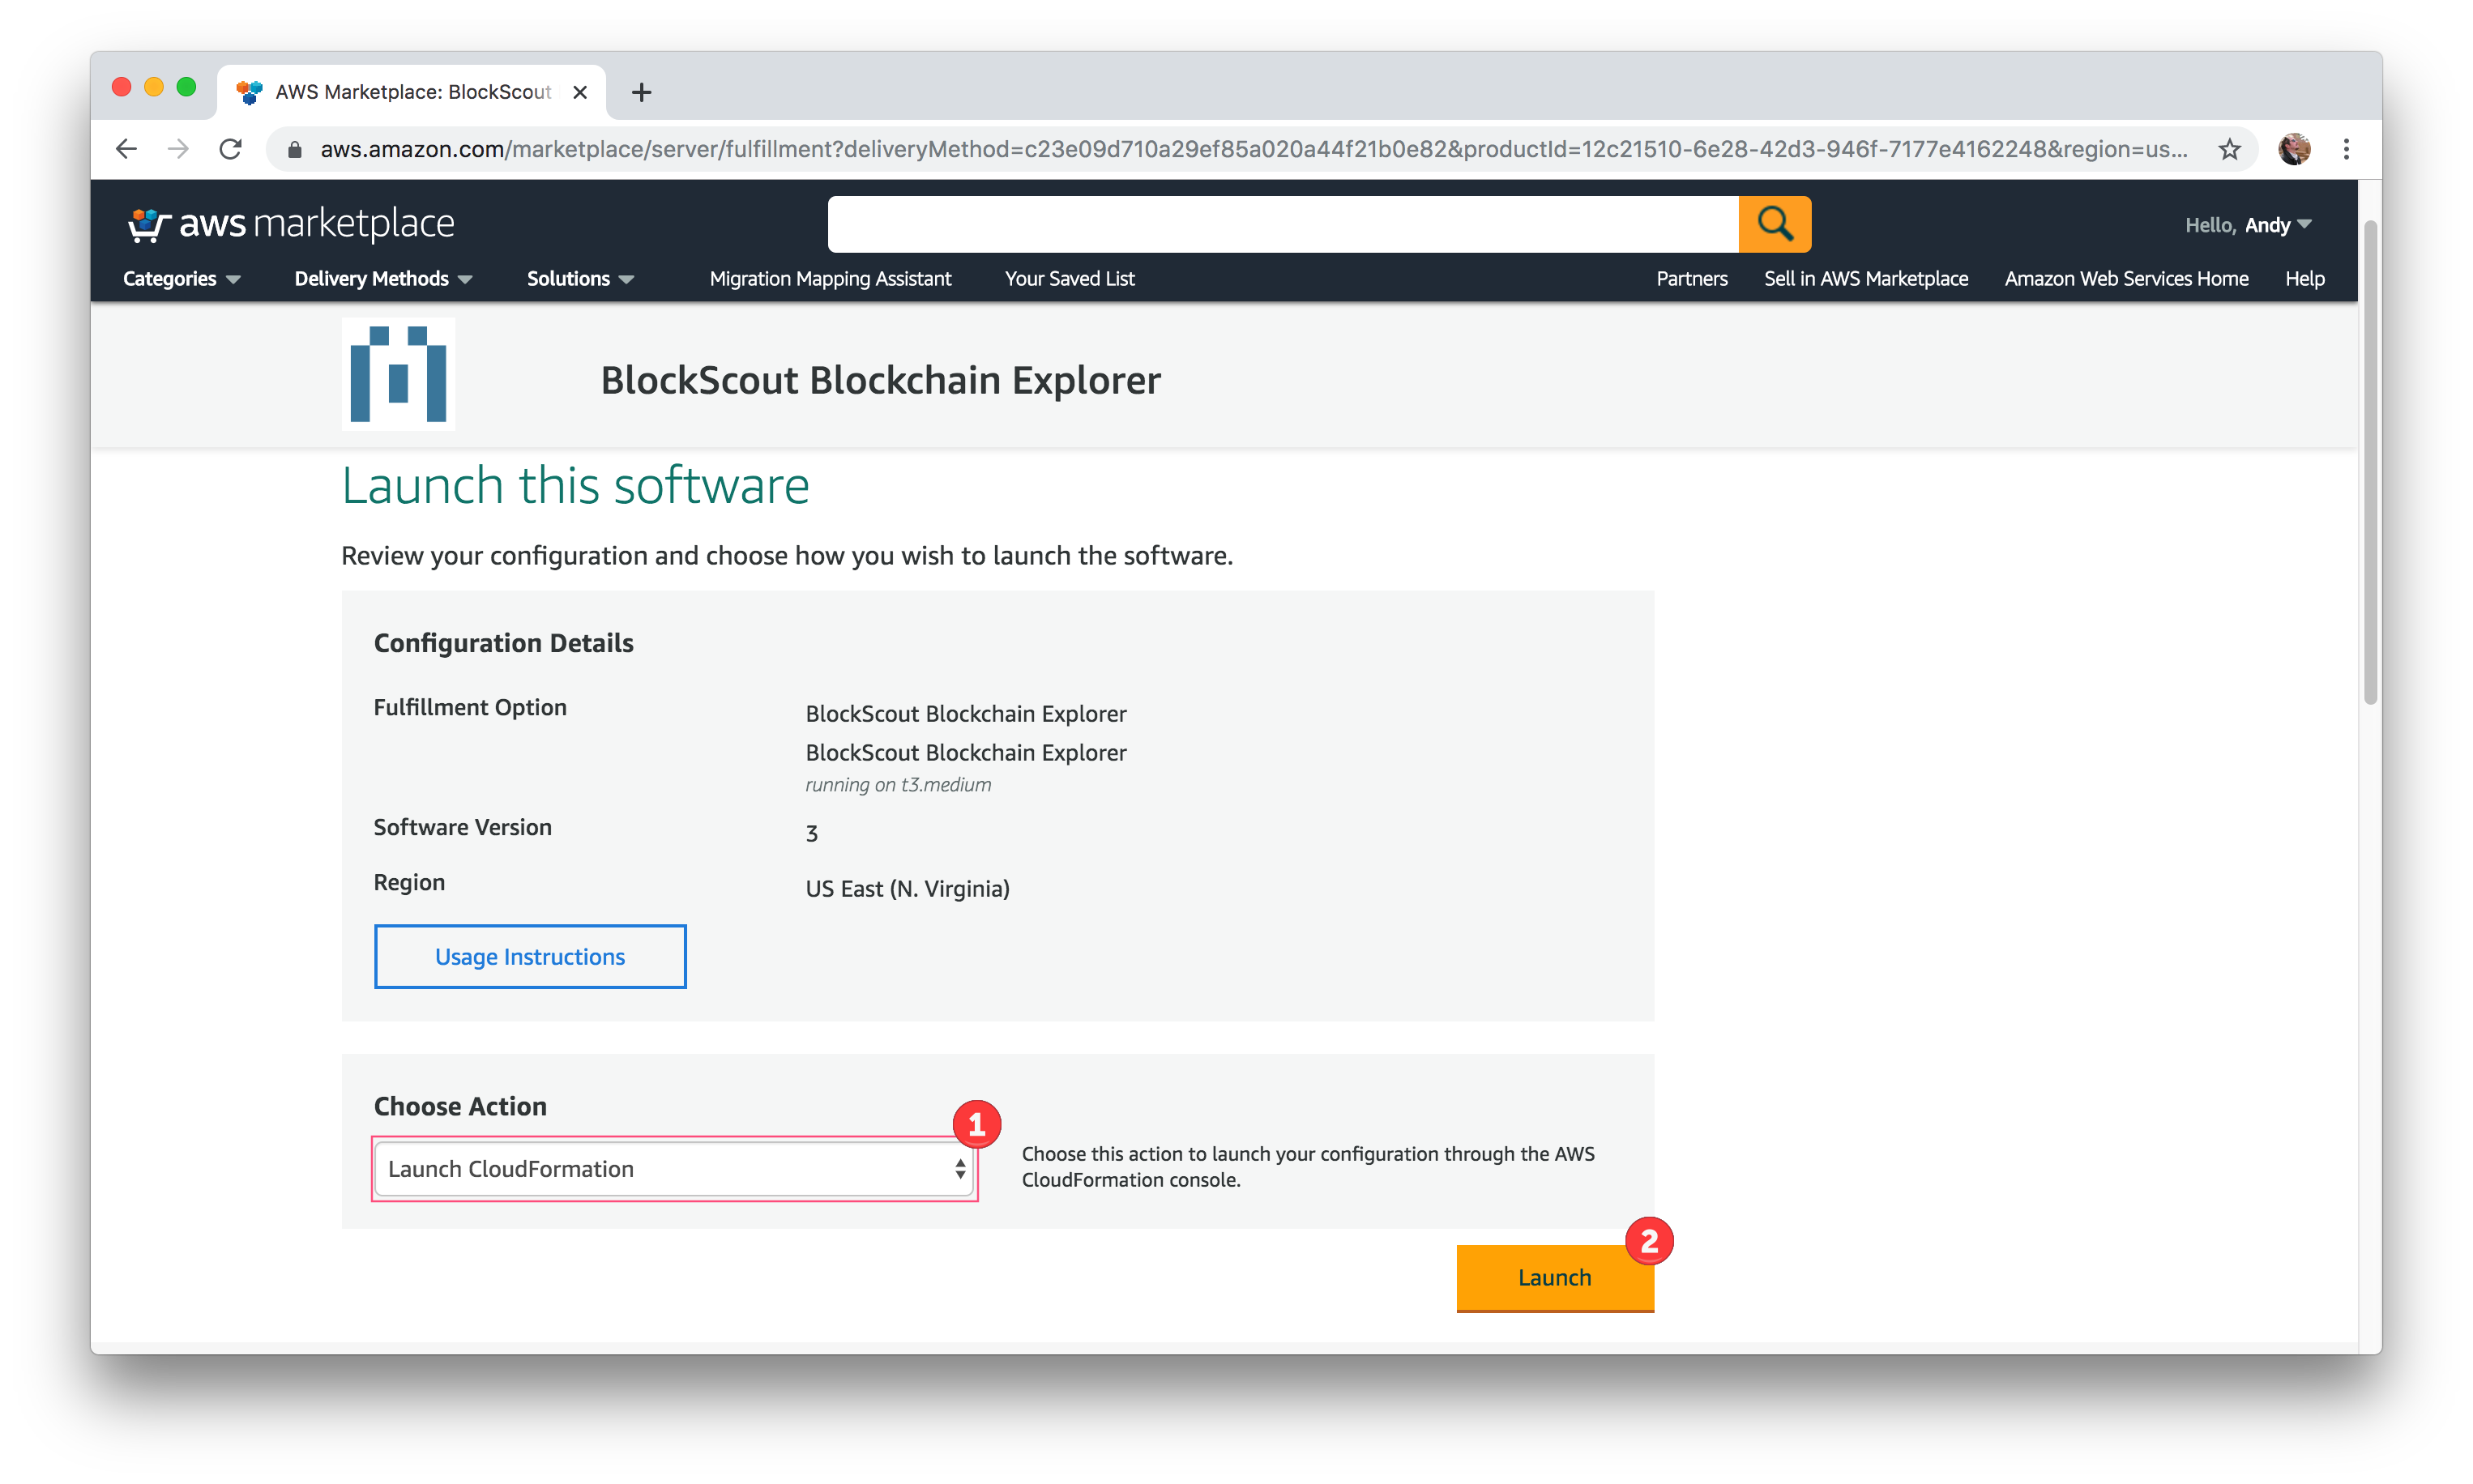 AWS Marketplace: BlockScout
aws.amazon.com/marketplace/server/fulfillment?deliveryMethod=c23e09d710a29ef85a020a44f21b0e82&productId=12c21510-6e28-42d3-946f-7177e4162248&region=us...
aws marketplace
Hello, Andy
Categories Delivery Methods Solutions Migration Mapping Assistant Your Saved List Partners Sell in AWS Marketplace Amazon Web Services Home Help
BlockScout Blockchain Explorer
Launch this software
Review your configuration and choose how you wish to launch the software.
Configuration Details
Fulfillment Option
BlockScout Blockchain Explorer
BlockScout Blockchain Explorer
running on t3.medium
Software Version
3
Region
US East (N. Virginia)
Usage Instructions
Choose Action
1
Launch CloudFormation
Choose this action to launch your configuration through the AWS
CloudFormation console.
2
Launch